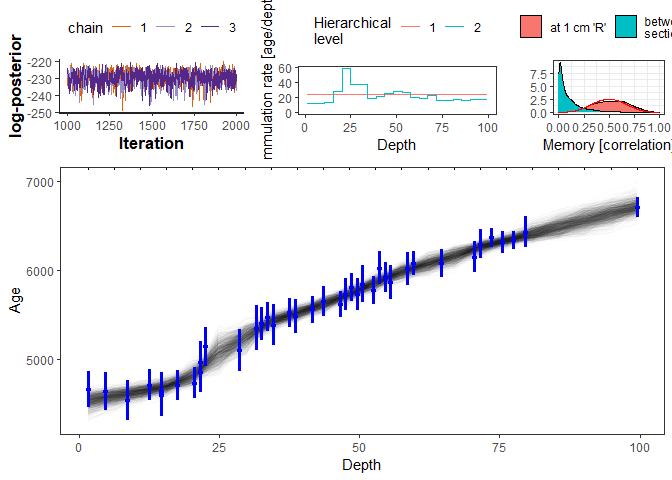 chain 1 2 3
log-posterior
-220
-230
-240
-250
1000 1250 1500 1750 2000
Iteration
Hierarchical
level 1 2
mmulation rate [age/dept
60
40
20
0
0 25 50 75 100
Depth
at 1 cm 'R' betwe
sectio
7.5
5.0
2.5
0.0
0.00 0.25 0.50 0.75 1.00
Memory [correlation]
7000
6000
5000
Age
0 25 50 75 100
Depth